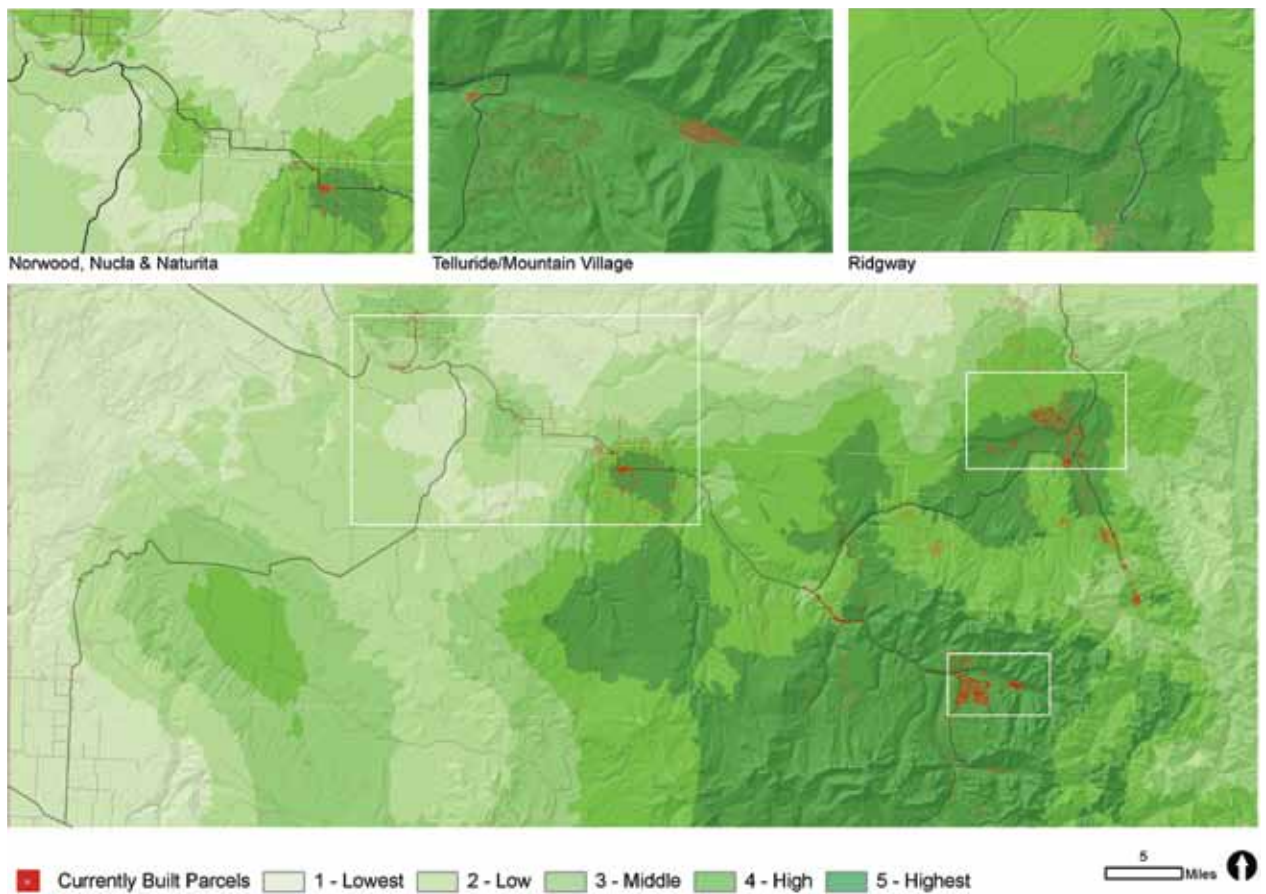 Norwood, Nucla & Naturita
Telluride/Mountain Village
Ridgway
Currently Built Parcels
1 - Lowest
2 - Low
3 - Middle
4 - High
5 - Highest
5
Miles